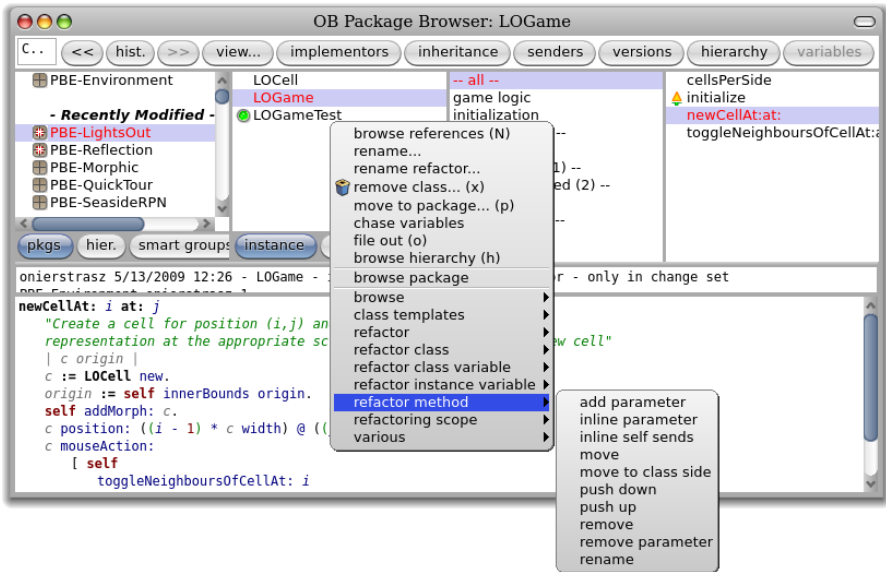 OB Package Browser: LOGame
C..
<<
hist.
>>
view...
implementors
inheritance
senders
versions
hierarchy
variables
PBE-Environment
- Recently Modified -
PBE-LightsOut
PBE-Reflection
PBE-Morphic
PBE-QuickTour
PBE-SeasideRPN
LOCell
LOGame
LOGameTest
-- all --
game logic
initialization
--
1) --
ed (2) --
--
cellsPerSide
initialize
newCellAt:at:
toggleNeighboursOfCellAt:a
pkgs
hier.
smart groups
instance
browse references (N)
rename...
rename refactor...
remove class... (x)
move to package... (p)
chase variables
file out (o)
browse hierarchy (h)
browse package
browse
class templates
refactor
refactor class
refactor class variable
refactor instance variable
refactor method
refactoring scope
various
add parameter
inline parameter
inline self sends
move
move to class side
push down
push up
remove
remove parameter
rename
onierstrasz 5/13/2009 12:26 - LOGame - 
or - only in change set
newCellAt: i at: j
"Create a cell for position (i,j) an
representation at the appropriate sc
ew cell"
| c origin |
c := LOCell new.
origin := self innerBounds origin.
self addMorph: c.
c position: ((i - 1) * c width) @ ((
c mouseAction:
[ self
toggleNeighboursOfCellAt: i